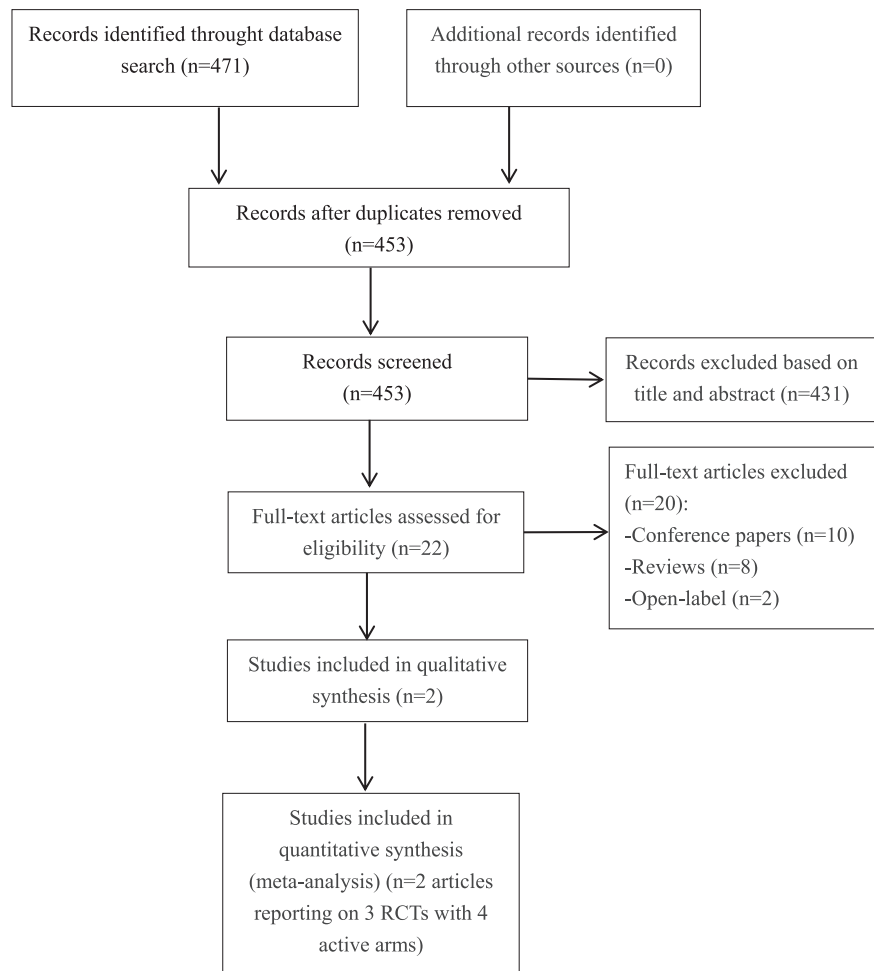 Records identified throught database
search (n=471)
Additional records identified
through other sources (n=0)
Records after duplicates removed
(n=453)
Records screened
(n=453)
Records excluded based on
title and abstract (n=431)
Full-text articles assessed for
eligibility (n=22)
Full-text articles excluded
(n=20):
-Conference papers (n=10)
-Reviews (n=8)
-Open-label (n=2)
Studies included in qualitative
synthesis (n=2)
Studies included in
quantitative synthesis
(meta-analysis) (n=2 articles
reporting on 3 RCTs with 4
active arms)